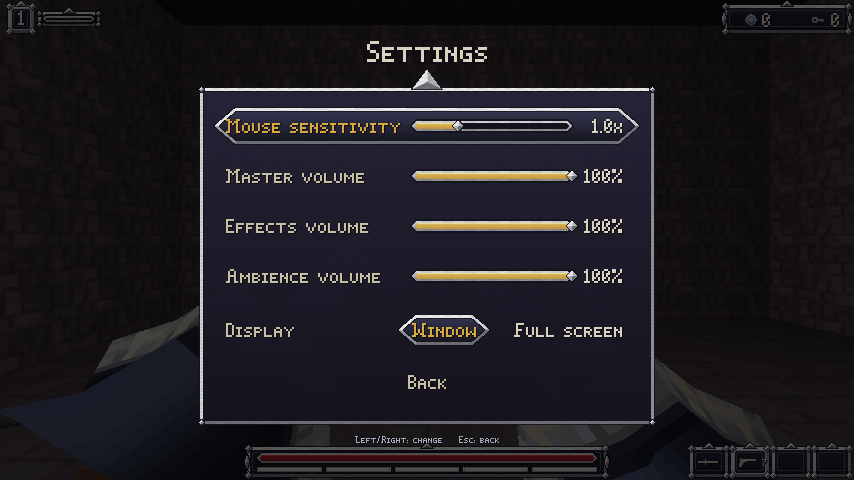 1
0 0
Settings
Mouse sensitivity 1.0x
Master volume 100%
Effects volume 100%
Ambience volume 100%
Display Window Full screen
Back
Left/Right: change Esc: back